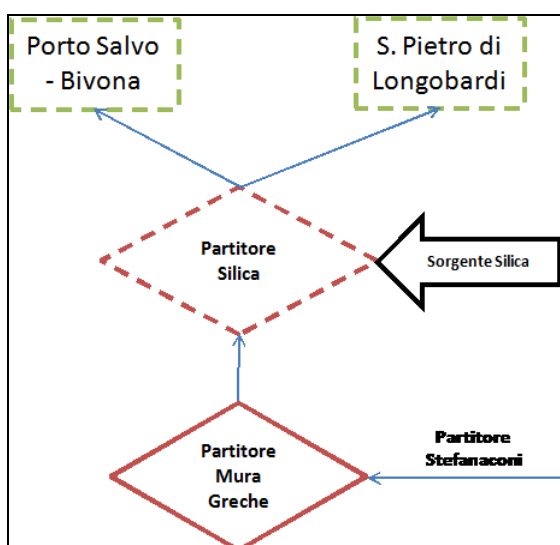 Porto Salvo
- Bivona
S. Pietro di
Longobardi
Partitore
Silica
Sorgente Silica
Partitore
Mura
Greche
Partitore
Stefanaconi